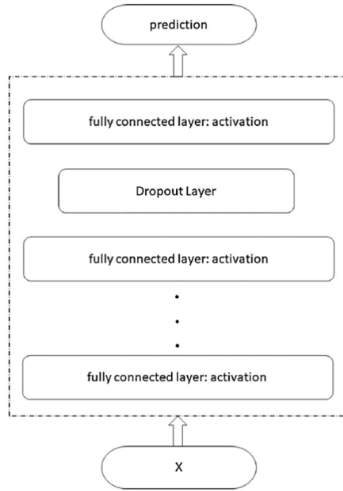 prediction
fully connected layer: activation
Dropout Layer
fully connected layer: activation
fully connected layer: activation
X